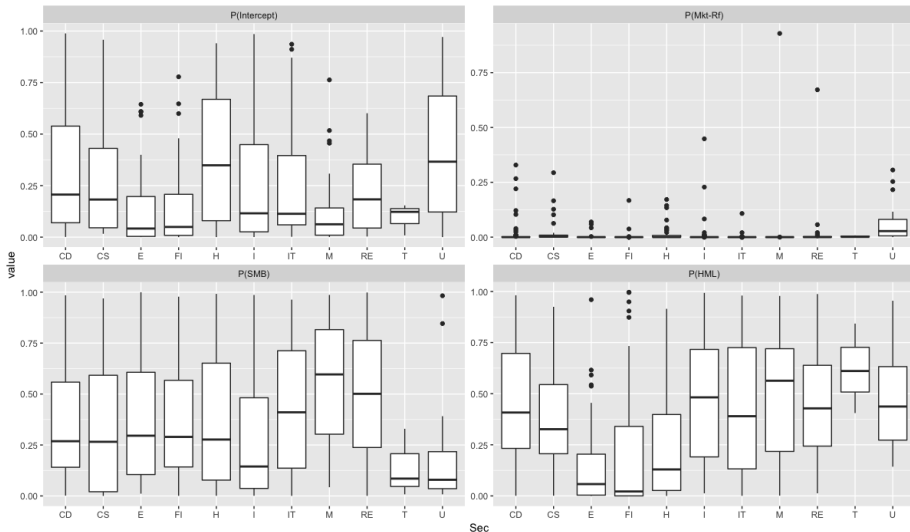 P(Intercept)
P(Mkt-Rf)
1.00
0.75
0.50
0.25
0.00
0.75
0.50
0.25
0.00
CD CS E FI H I IT M RE T U
CD CS E FI H I IT M RE T U
value
P(SMB)
P(HML)
1.00
0.75
0.50
0.25
0.00
1.00
0.75
0.50
0.25
0.00
CD CS E FI H I IT M RE T U
CD CS E FI H I IT M RE T U
Sec